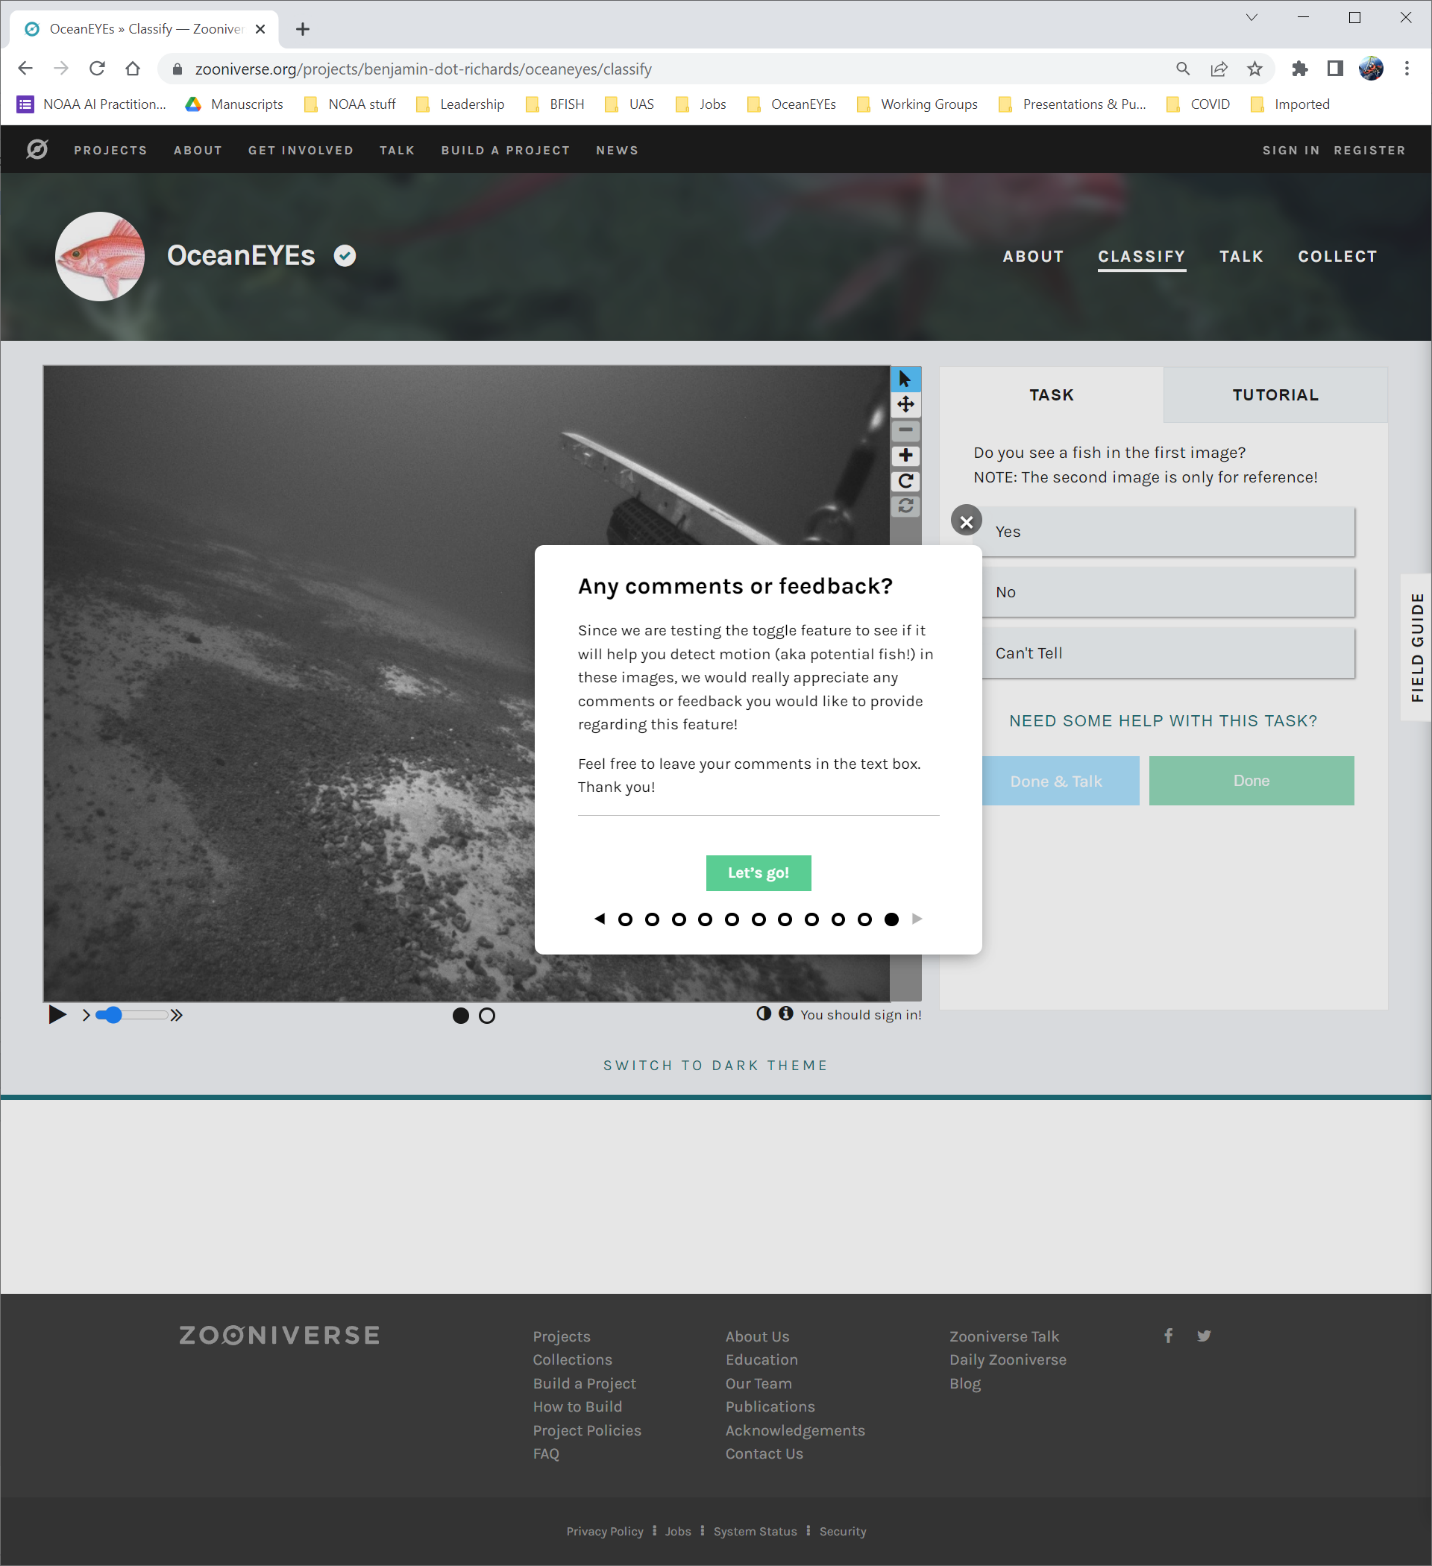 OceanEYEs » Classify — Zooniver
zooniverse.org/projects/benjamin-dot-richards/oceaneyes/classify
NOAA AI Practition... Manuscripts NOAA stuff Leadership BFISH UAS Jobs OceanEYEs Working Groups Presentations & Pu... COVID Imported
PROJECTS ABOUT GET INVOLVED TALK BUILD A PROJECT NEWS SIGN IN REGISTER
OceanEYEs ABOUT CLASSIFY TALK COLLECT
TASK TUTORIAL
Do you see a fish in the first image?
NOTE: The second image is only for reference!
Yes
No
Can't Tell
NEED SOME HELP WITH THIS TASK?
Done & Talk Done
FIELD GUIDE
Any comments or feedback?
Since we are testing the toggle feature to see if it
will help you detect motion (aka potential fish!) in
these images, we would really appreciate any
comments or feedback you would like to provide
regarding this feature!
Feel free to leave your comments in the text box.
Thank you!
Let's go!
You should sign in!
SWITCH TO DARK THEME
ZOONIVERSE
Projects
Collections
Build a Project
How to Build
Project Policies
FAQ
About Us
Education
Our Team
Publications
Acknowledgements
Contact Us
Zooniverse Talk
Daily Zooniverse
Blog
Privacy Policy Jobs System Status Security